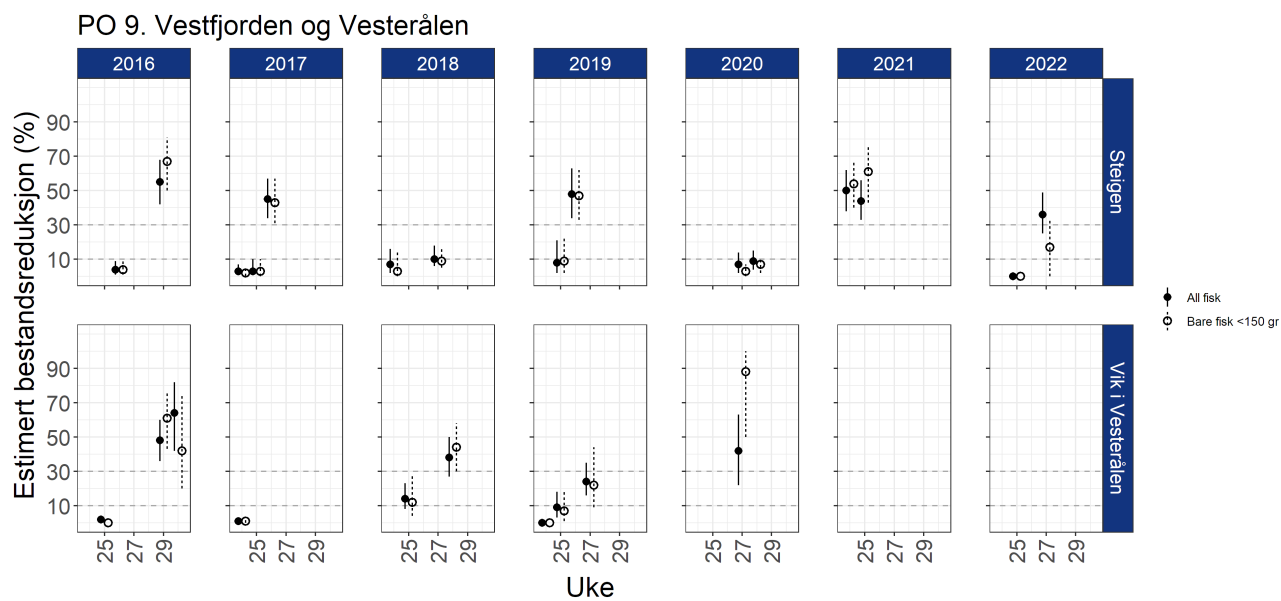 PO 9. Vestfjorden og Vesterålen
2016 2017 2018 2019 2020 2021 2022
Estimert bestandsreduksjon (%)
90
70
50
30
10
Steigen
90
70
50
30
10
Vik i Vesterålen
All fisk
Bare fisk <150 gr
25 27 29 25 27 29 25 27 29 25 27 29 25 27 29 25 27 29 25 27 29
Uke